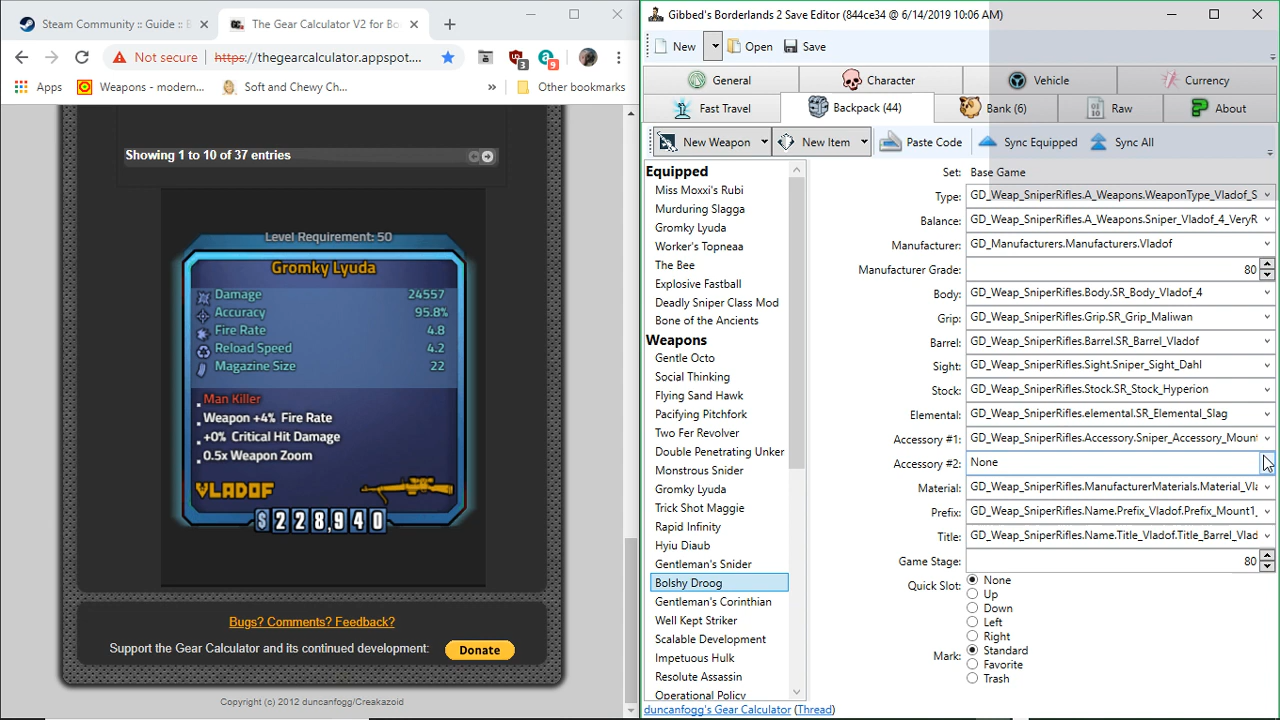 Steam Community :: Guide :: B
The Gear Calculator V2 for Bo
Not secure
https://thegearcalculator.appspot....
3
9
Apps
Weapons - modern...
Soft and Chewy Ch...
»
Other bookmarks
Showing 1 to 10 of 37 entries
Level Requirement: 50
Gromky Lyuda
Damage 24557
Accuracy 95.8%
Fire Rate 4.8
Reload Speed 4.2
Magazine Size 22
Man Killer
Weapon +4% Fire Rate
+0% Critical Hit Damage
0.5x Weapon Zoom
VLADOF
$ 228,940
Bugs? Comments? Feedback?
Support the Gear Calculator and its continued development:
Donate
Copyright (c) 2012 duncanfogg/Creakazoid
Gibbed's Borderlands 2 Save Editor (844ce34 @ 6/14/2019 10:06 AM)
New
Open
Save
General
Character
Vehicle
Currency
Fast Travel
Backpack (44)
Bank (6)
Raw
About
New Weapon
New Item
Paste Code
Sync Equipped
Sync All
Equipped
Miss Moxxi's Rubi
Murduring Slagga
Gromky Lyuda
Worker's Topneaa
The Bee
Explosive Fastball
Deadly Sniper Class Mod
Bone of the Ancients
Weapons
Gentle Octo
Social Thinking
Flying Sand Hawk
Pacifying Pitchfork
Two Fer Revolver
Double Penetrating Unker
Monstrous Snider
Gromky Lyuda
Trick Shot Maggie
Rapid Infinity
Hyiu Diaub
Gentleman's Snider
Bolshy Droog
Gentleman's Corinthian
Well Kept Striker
Scalable Development
Impetuous Hulk
Resolute Assassin
Operational Policy
Set: Base Game
Type: GD_Weap_SniperRifles.A_Weapons.WeaponType_Vladof_S
Balance: GD_Weap_SniperRifles.A_Weapons.Sniper_Vladof_4_VeryR
Manufacturer: GD_Manufacturers.Manufacturers.Vladof
Manufacturer Grade: 80
Body: GD_Weap_SniperRifles.Body.SR_Body_Vladof_4
Grip: GD_Weap_SniperRifles.Grip.SR_Grip_Maliwan
Barrel: GD_Weap_SniperRifles.Barrel.SR_Barrel_Vladof
Sight: GD_Weap_SniperRifles.Sight.Sniper_Sight_Dahl
Stock: GD_Weap_SniperRifles.Stock.SR_Stock_Hyperion
Elemental: GD_Weap_SniperRifles.elemental.SR_Elemental_Slag
Accessory #1: GD_Weap_SniperRifles.Accessory.Sniper_Accessory_Moun
Accessory #2: None
Material: GD_Weap_SniperRifles.ManufacturerMaterials.Material_Vla
Prefix: GD_Weap_SniperRifles.Name.Prefix_Vladof.Prefix_Mount1_
Title: GD_Weap_SniperRifles.Name.Title_Vladof.Title_Barrel_Vlad
Game Stage: 80
Quick Slot: None
Up
Down
Left
Right
Mark: Standard
Favorite
Trash
duncanfogg's Gear Calculator (Thread)